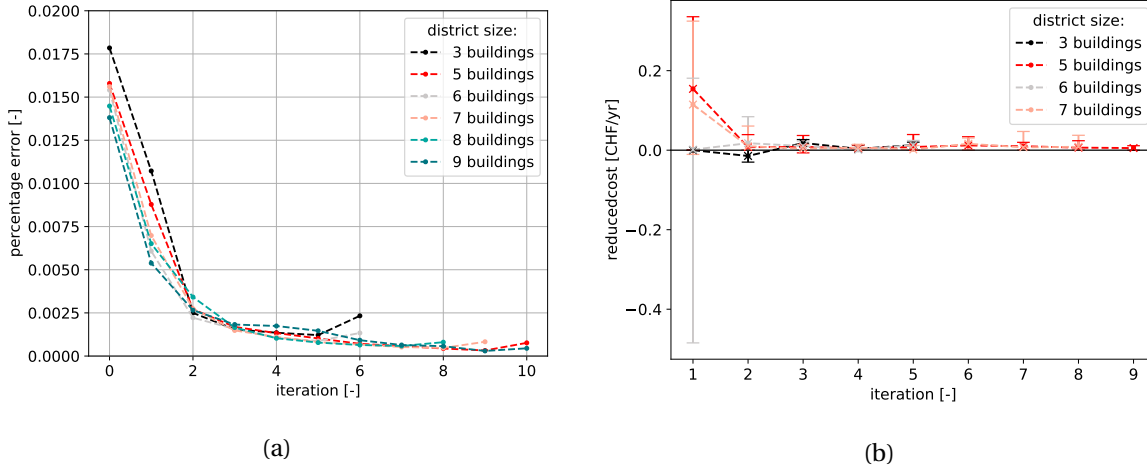 0.0200
0.0175
0.0150
0.0125
0.0100
0.0075
0.0050
0.0025
0.0000
percentage error [-]
0 2 4 6 8 10
iteration [-]
district size:
3 buildings
5 buildings
6 buildings
7 buildings
8 buildings
9 buildings
(a)
0.2
0.0
−0.2
−0.4
reducedcost [CHF/yr]
1 2 3 4 5 6 7 8 9
iteration [-]
district size:
3 buildings
5 buildings
6 buildings
7 buildings
(b)